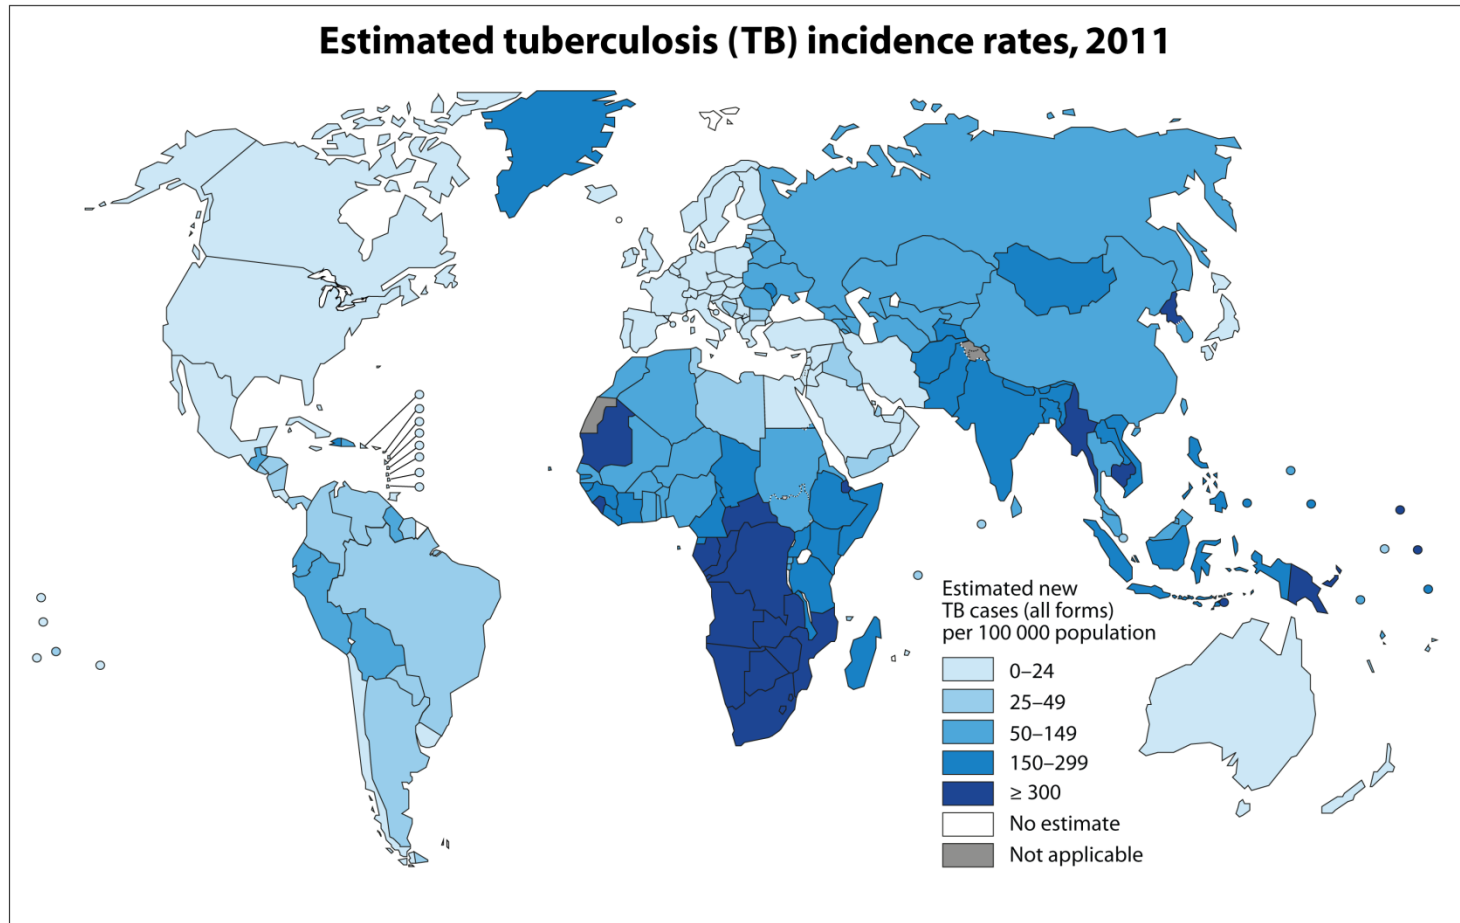 Estimated tuberculosis (TB) incidence rates, 2011
Estimated new
TB cases (all forms)
per 100 000 population
0–24
25–49
50–149
150–299
≥ 300
No estimate
Not applicable